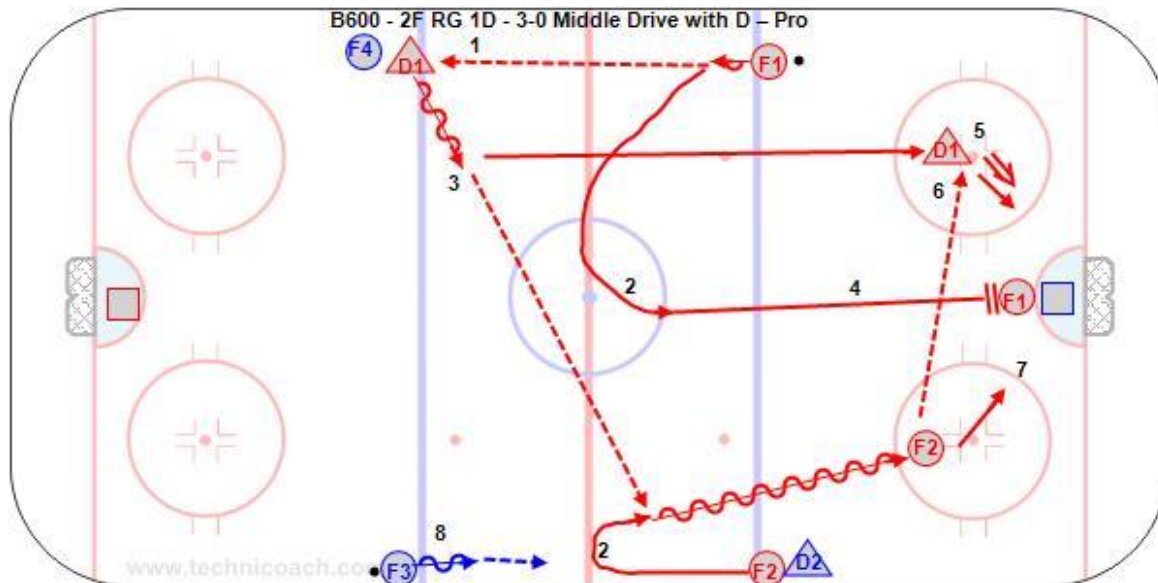 B600 - 2F RG 1D - 3-0 Middle Drive with D – Pro
F4
D1
1
F1
3
D1
5
6
2
4
F1
7
F2
8
www.technicoach.co
F3
2
F2
D2